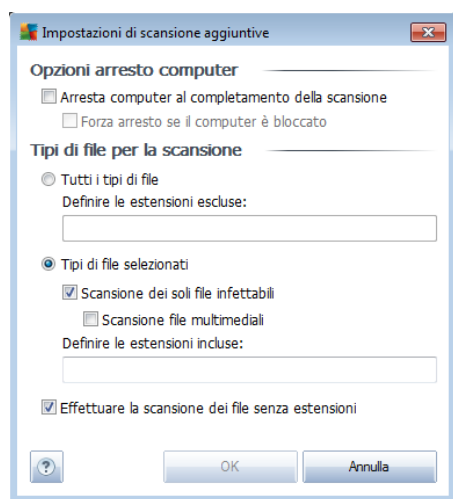 Impostazioni di scansione aggiuntive
Opzioni arresto computer
Arresta computer al completamento della scansione
Forza arresto se il computer è bloccato
Tipi di file per la scansione
Tutti i tipi di file
Definire le estensioni escluse:
Tipi di file selezionati
Scansione dei soli file infettabili
Scansione file multimediali
Definire le estensioni incluse:
Effettuare la scansione dei file senza estensioni
?
OK
Annulla